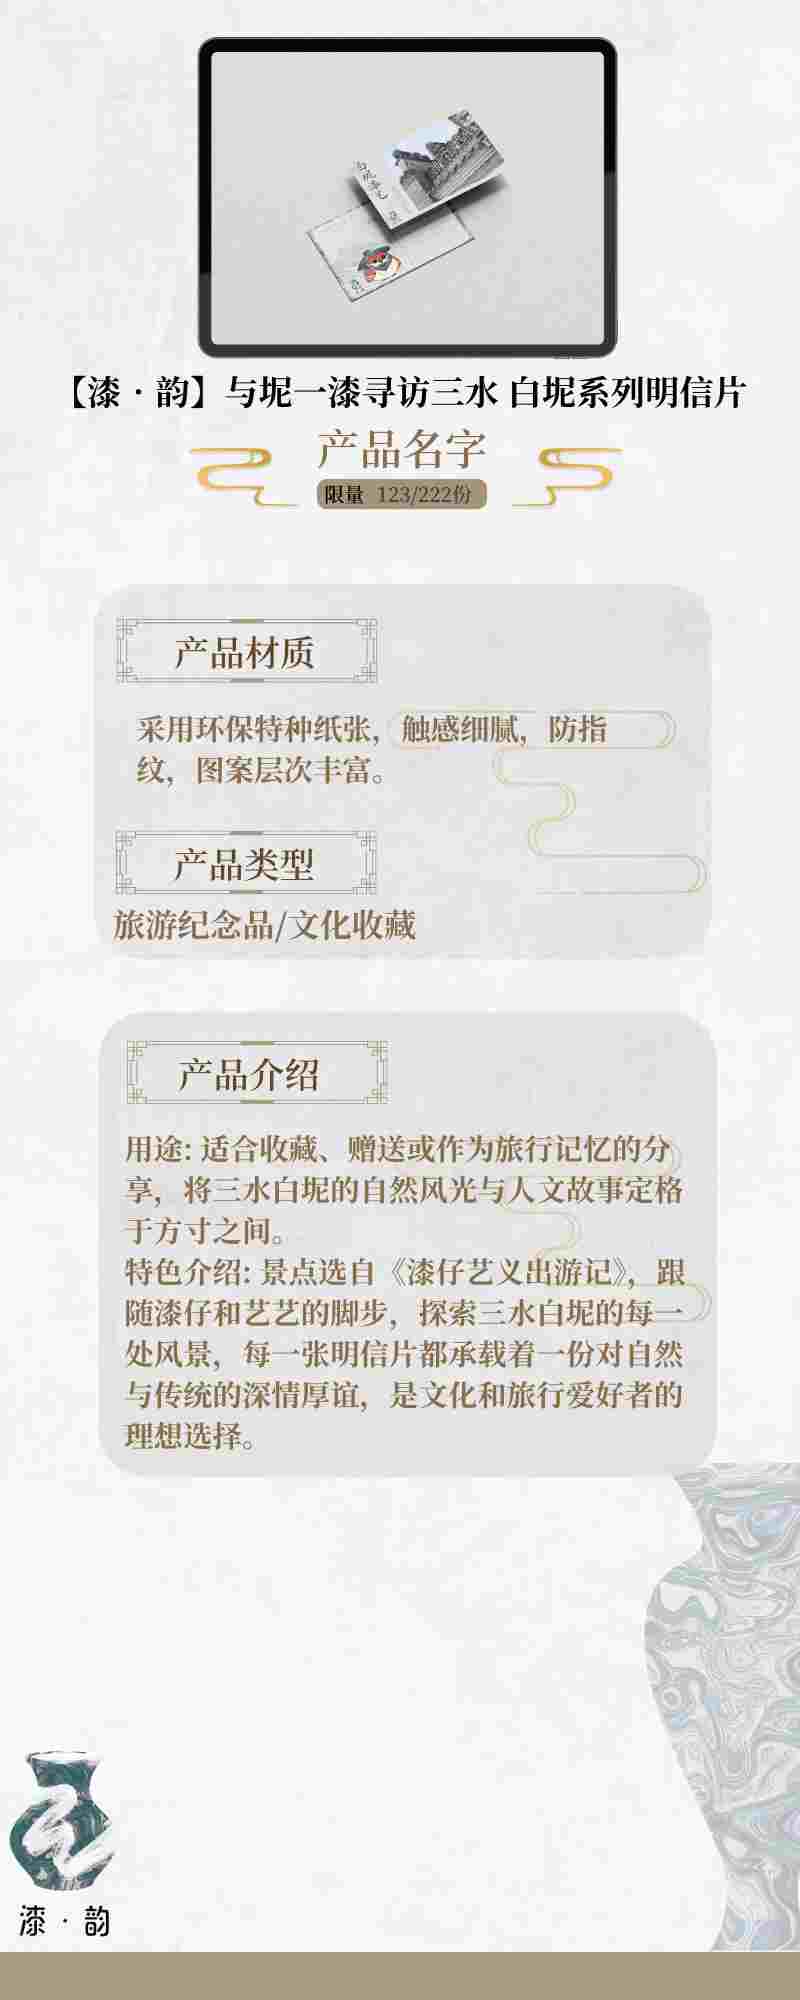 白坭漆艺
【漆·韵】与坭一漆寻访三水 白坭系列明信片
产品名字
限量 123/222份
产品材质
采用环保特种纸张，触感细腻，防指
纹，图案层次丰富。
产品类型
旅游纪念品/文化收藏
产品介绍
用途: 适合收藏、赠送或作为旅行记忆的分
享，将三水白坭的自然风光与人文故事定格
于方寸之间。
特色介绍: 景点选自《漆仔艺义出游记》，跟
随漆仔和艺艺的脚步，探索三水白坭的每一
处风景，每一张明信片都承载着一份对自然
与传统的深情厚谊，是文化和旅行爱好者的
理想选择。
漆·韵